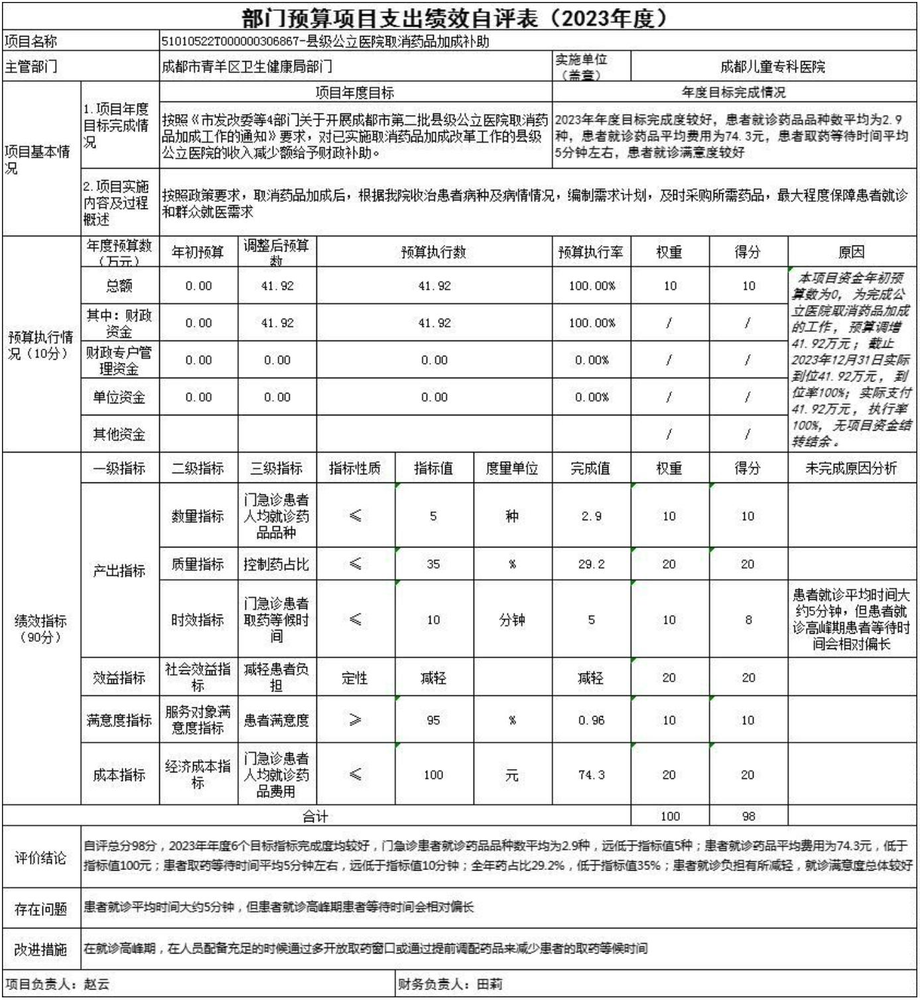 部门预算项目支出绩效自评表（2023年度）
项目名称
51010522T000000306867-县级公立医院取消药品加成补助
主管部门
成都市青羊区卫生健康局部门
实施单位
（盖章）
成都儿童专科医院
项目基本情
况
1.项目年度
目标完成情
况
项目年度目标
年度目标完成情况
按照《市发改委等4部门关于开展成都市第二批县级公立医院取消药
品加成工作的通知》要求，对已实施取消药品加成改革工作的县级
公立医院的收入减少额给予财政补助。
2023年年度目标完成度较好，患者就诊药品品种数平均为2.9
种，患者就诊药品平均费用为74.3元，患者取药等待时间平均
5分钟左右，患者就诊满意度较好
2.项目实施
内容及过程
概述
按照政策要求，取消药品加成后，根据我院收治患者病种及病情情况，编制需求计划，及时采购所需药品，最大程度保障患者就诊
和群众就医需求
预算执行情
况（10分）
年度预算数
（万元）
年初预算
调整后预算
数
预算执行数
预算执行率
权重
得分
原因
总额
0.00
41.92
41.92
100.00%
10
10
本项目资金年初预
算数为0，为完成公
立医院取消药品加成
的工作，预算调增
41.92万元；截止
2023年12月31日实际
到位41.92万元，到
位率100%；实际支付
41.92万元，执行率
100%，无项目资金结
转结余。
其中：财政
资金
0.00
41.92
41.92
100.00%
/
/
财政专户管
理资金
0.00
0.00
0.00
0.00%
/
/
单位资金
0.00
0.00
0.00
0.00%
/
/
其他资金
/
/
绩效指标
（90分）
一级指标
二级指标
三级指标
指标性质
指标值
度量单位
完成值
权重
得分
未完成原因分析
产出指标
数量指标
门急诊患者
人均就诊药
品品种
≤
5
种
2.9
10
10
质量指标
控制药占比
≤
35
%
29.2
20
20
时效指标
门急诊患者
取药等候时
间
≤
10
分钟
5
10
8
患者就诊平均时间大
约5分钟，但患者就
诊高峰期患者等待时
间会相对偏长
效益指标
社会效益指
标
减轻患者负
担
定性
减轻
减轻
20
20
满意度指标
服务对象满
意度指标
患者满意度
≥
95
%
0.96
10
10
成本指标
经济成本指
标
门急诊患者
人均就诊药
品费用
≤
100
元
74.3
20
20
合计
100
98
评价结论
自评总分98分，2023年年度6个目标指标完成度均较好，门急诊患者就诊药品品种数平均为2.9种，远低于指标值5种；患者就诊药品平均费用为74.3元，低于
指标值100元；患者取药等待时间平均5分钟左右，远低于指标值10分钟；全年药占比29.2%，低于指标值35%；患者就诊负担有所减轻，就诊满意度总体较好
存在问题
患者就诊平均时间大约5分钟，但患者就诊高峰期患者等待时间会相对偏长
改进措施
在就诊高峰期，在人员配备充足的时候通过多开放取药窗口或通过提前调配药品来减少患者的取药等候时间
项目负责人：赵云
财务负责人：田莉